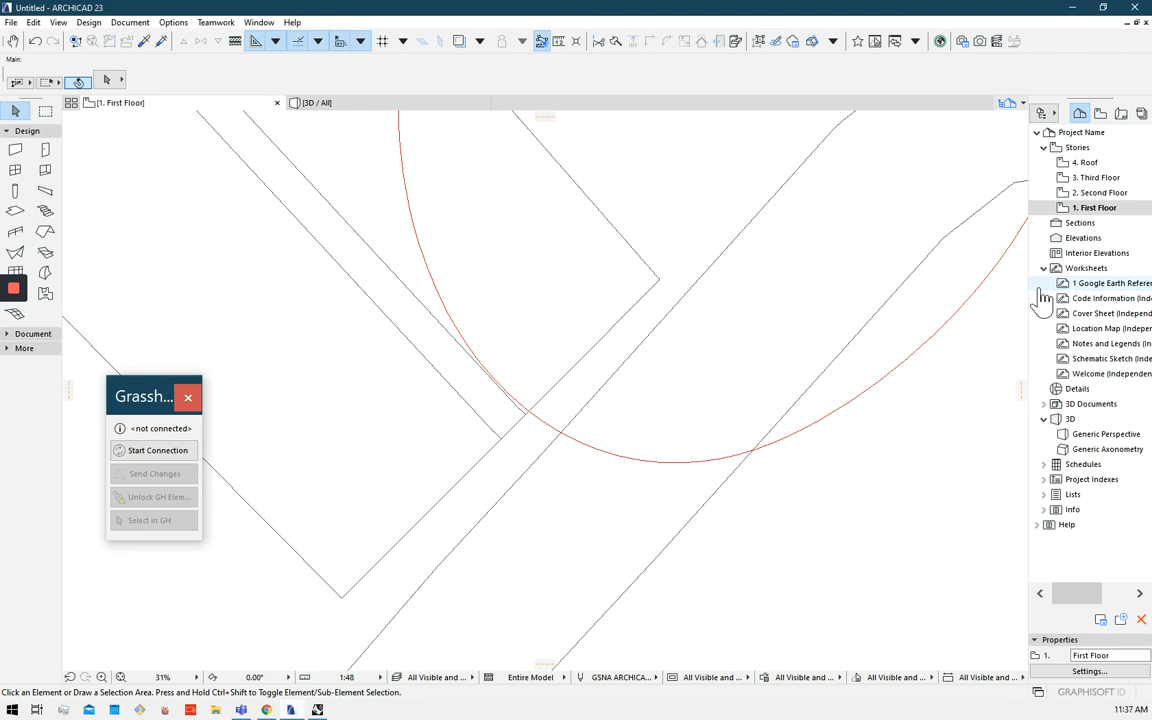 Untitled - ARCHICAD 23
File Edit View Design Document Options Teamwork Window Help
Main:
[1. First Floor]
[3D / All]
Design
Document
More
Grassh...
<not connected>
Start Connection
Send Changes
Unlock GH Elem...
Select in GH
Project Name
Stories
4. Roof
3. Third Floor
2. Second Floor
1. First Floor
Sections
Elevations
Interior Elevations
Worksheets
1 Google Earth Referen
Code Information (Inde
Cover Sheet (Independ
Location Map (Indeper
Notes and Legends (In
Schematic Sketch (Inde
Welcome (Independen
Details
3D Documents
3D
Generic Perspective
Generic Axonometry
Schedules
Project Indexes
Lists
Info
Help
Properties
1. First Floor
Settings...
31% 0.00° 1:48 All Visible and ... Entire Model GSNA ARCHICA... All Visible and ... All Visible and ... All Visible and ... All Visible and ...
Click an Element or Draw a Selection Area. Press and Hold Ctrl+Shift to Toggle Element/Sub-Element Selection.
GRAPHISOFT ID
11:37 AM